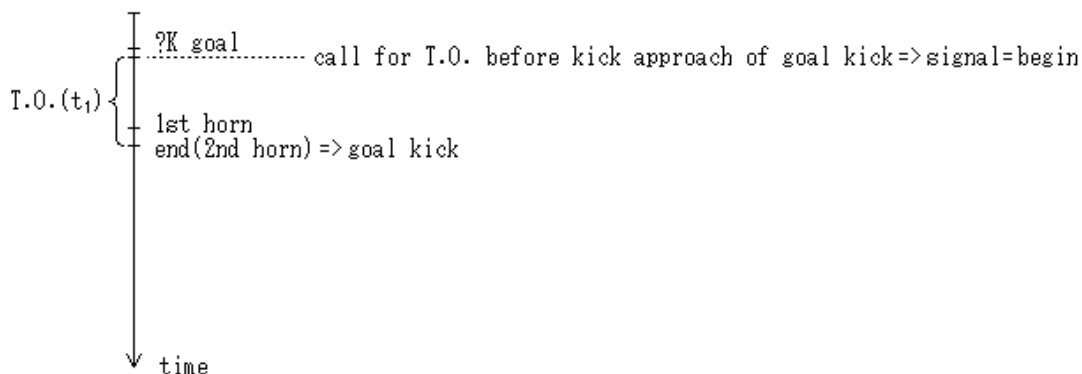 ?K goal
call for T.O. before kick approach of goal kick=>signal=begin
T.O.(t₁)
1st horn
end(2nd horn)=>goal kick
time